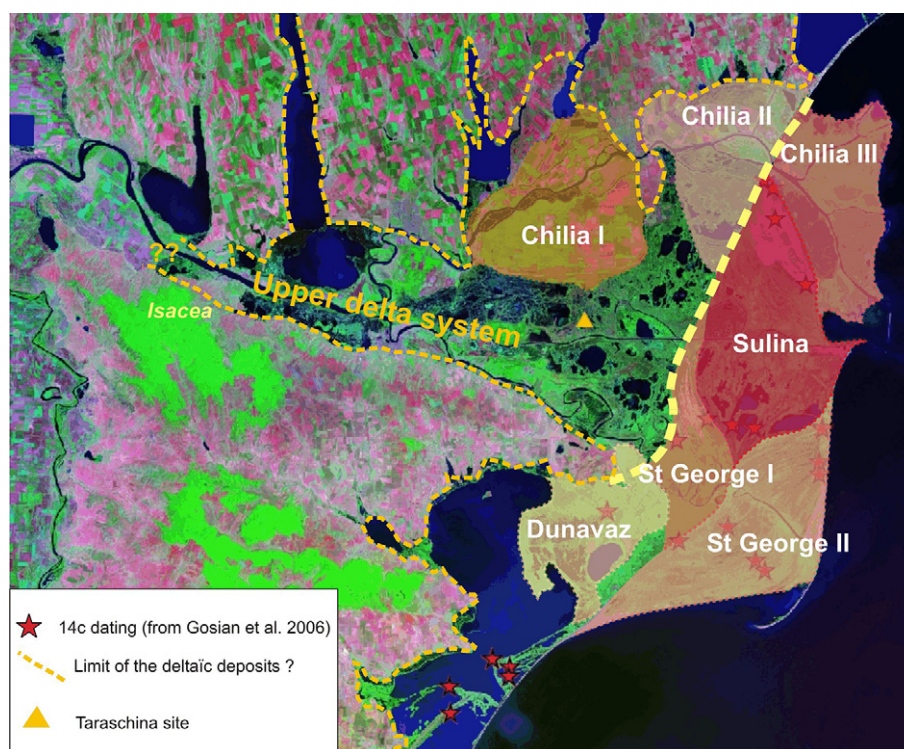 Chilia II
Chilia III
Chilia I
??
Upper delta system
Isacea
Sulina
St George I
Dunavaz
St George II
14c dating (from Gosian et al. 2006)
Limit of the deltaïc deposits ?
Taraschina site